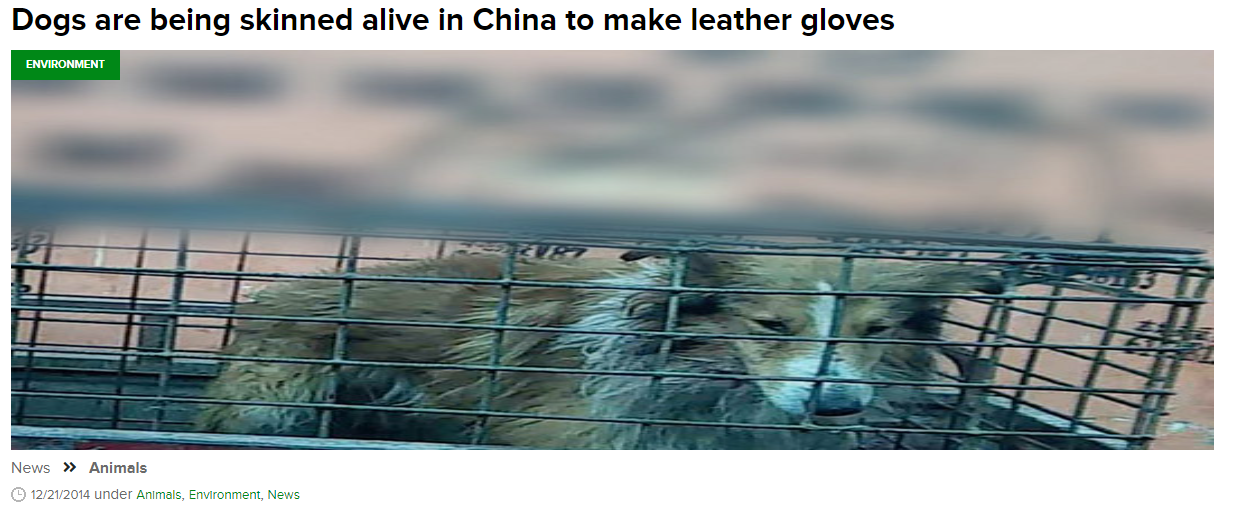 Dogs are being skinned alive in China to make leather gloves
ENVIRONMENT
News » Animals
12/21/2014 under Animals, Environment, News